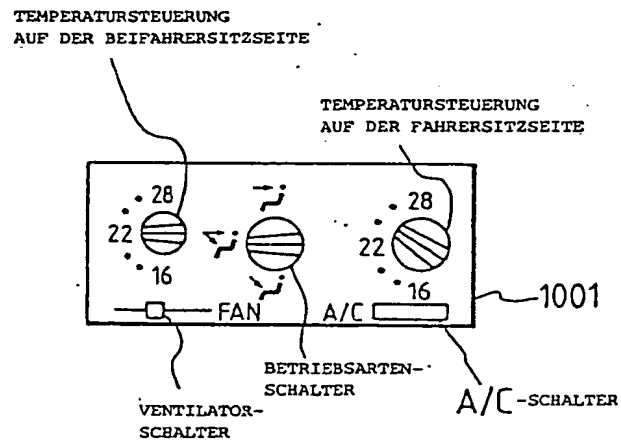 TEMPERATURSTEUERUNG
AUF DER BEIFAHRERSITZSEITE
TEMPERATURSTEUERUNG
AUF DER FAHRERSITZSEITE
28
22
16
28
22
16
FAN
A/C
1001
BETRIEBSARTEN-
SCHALTER
A/C-SCHALTER
VENTILATOR-
SCHALTER